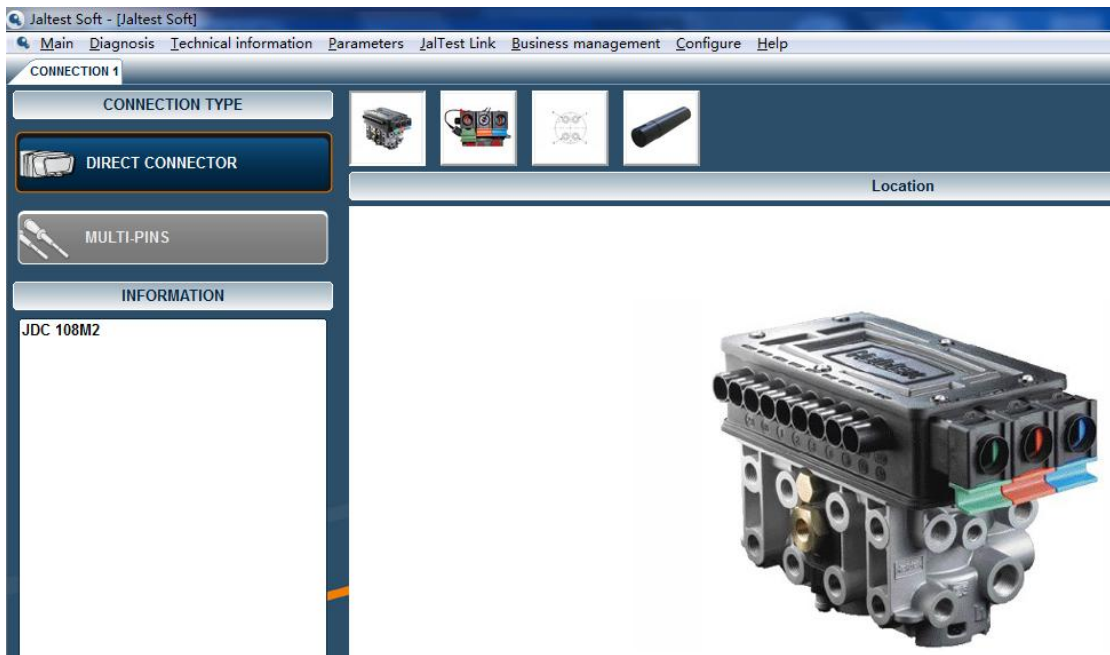 Jaltest Soft - [Jaltest Soft]
Main Diagnosis Technical information Parameters JalTest Link Business management Configure Help
CONNECTION 1
CONNECTION TYPE
DIRECT CONNECTOR
MULTI-PINS
INFORMATION
JDC 108M2
Location
Haldex